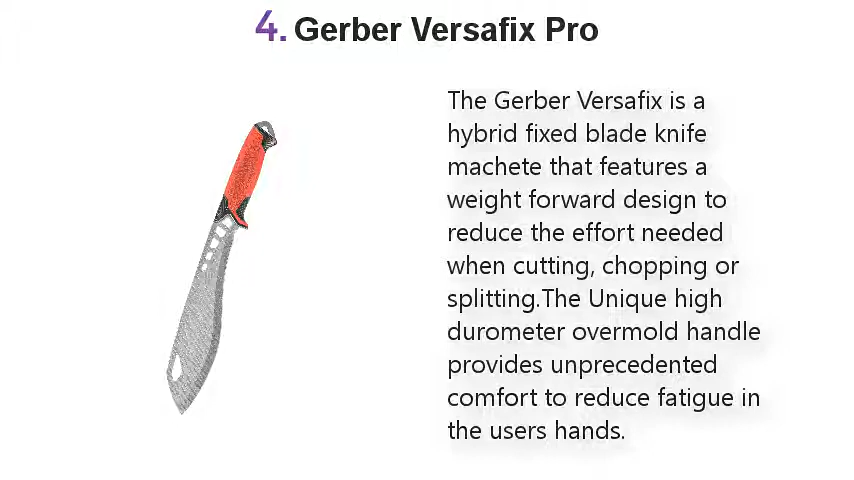 4. Gerber Versafix Pro
The Gerber Versafix is a
hybrid fixed blade knife
machete that features a
weight forward design to
reduce the effort needed
when cutting, chopping or
splitting.The Unique high
durometer overmold handle
provides unprecedented
comfort to reduce fatigue in
the users hands.